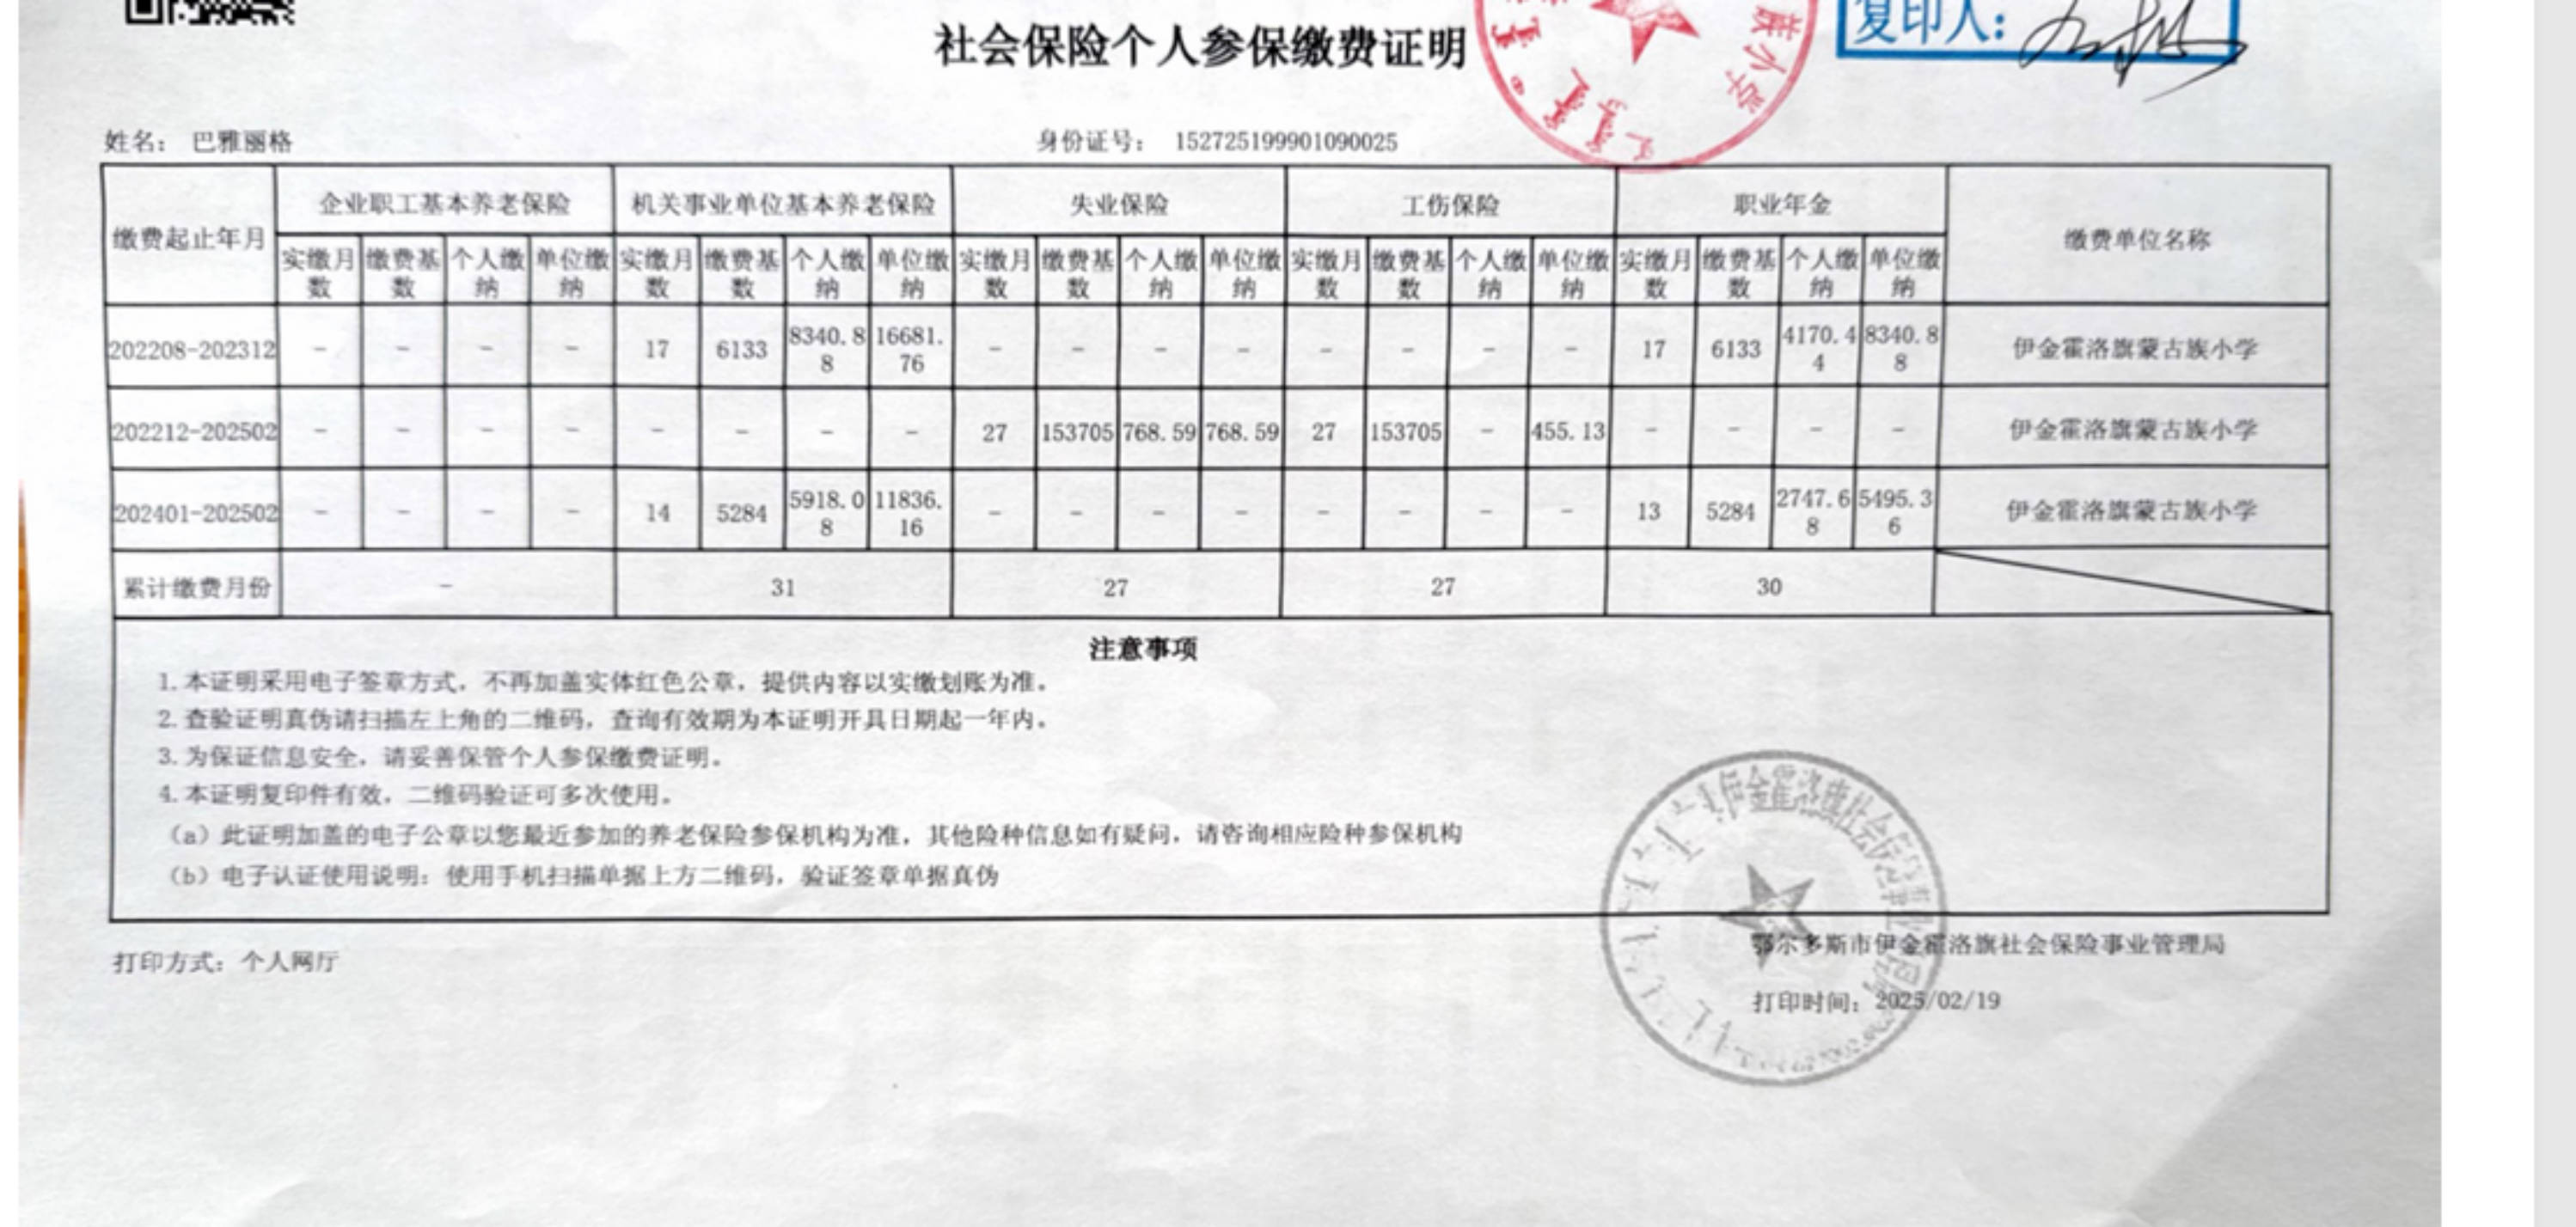 社会保险个人参保缴费证明
族小学
复印人：
姓名： 巴雅丽格 身份证号： 152725199901090025
缴费起止年月 企业职工基本养老保险 机关事业单位基本养老保险 失业保险 工伤保险 职业年金 缴费单位名称
实缴月数 缴费基数 个人缴纳 单位缴纳 实缴月数 缴费基数 个人缴纳 单位缴纳 实缴月数 缴费基数 个人缴纳 单位缴纳 实缴月数 缴费基数 个人缴纳 单位缴纳 实缴月数 缴费基数 个人缴纳 单位缴纳
202208-202312 - - - - 17 6133 8340.88 16681.76 - - - - - - - - 17 6133 4170.44 8340.88 伊金霍洛旗蒙古族小学
202212-202502 - - - - - - - - 27 153705 768.59 768.59 27 153705 - 455.13 - - - - 伊金霍洛旗蒙古族小学
202401-202502 - - - - 14 5284 5918.08 11836.16 - - - - - - - - 13 5284 2747.68 5495.36 伊金霍洛旗蒙古族小学
累计缴费月份 - 31 27 27 30
注意事项
1.本证明采用电子签章方式，不再加盖实体红色公章，提供内容以实缴划账为准。
2.查验证明真伪请扫描左上角的二维码，查询有效期为本证明开具日期起一年内。
3.为保证信息安全，请妥善保管个人参保缴费证明。
4.本证明复印件有效，二维码验证可多次使用。
（a）此证明加盖的电子公章以您最近参加的养老保险参保机构为准，其他险种信息如有疑问，请咨询相应险种参保机构
（b）电子认证使用说明：使用手机扫描单据上方二维码，验证签章单据真伪
打印方式：个人网厅
鄂尔多斯市伊金霍洛旗社会保险事业管理局
打印时间：2025/02/19